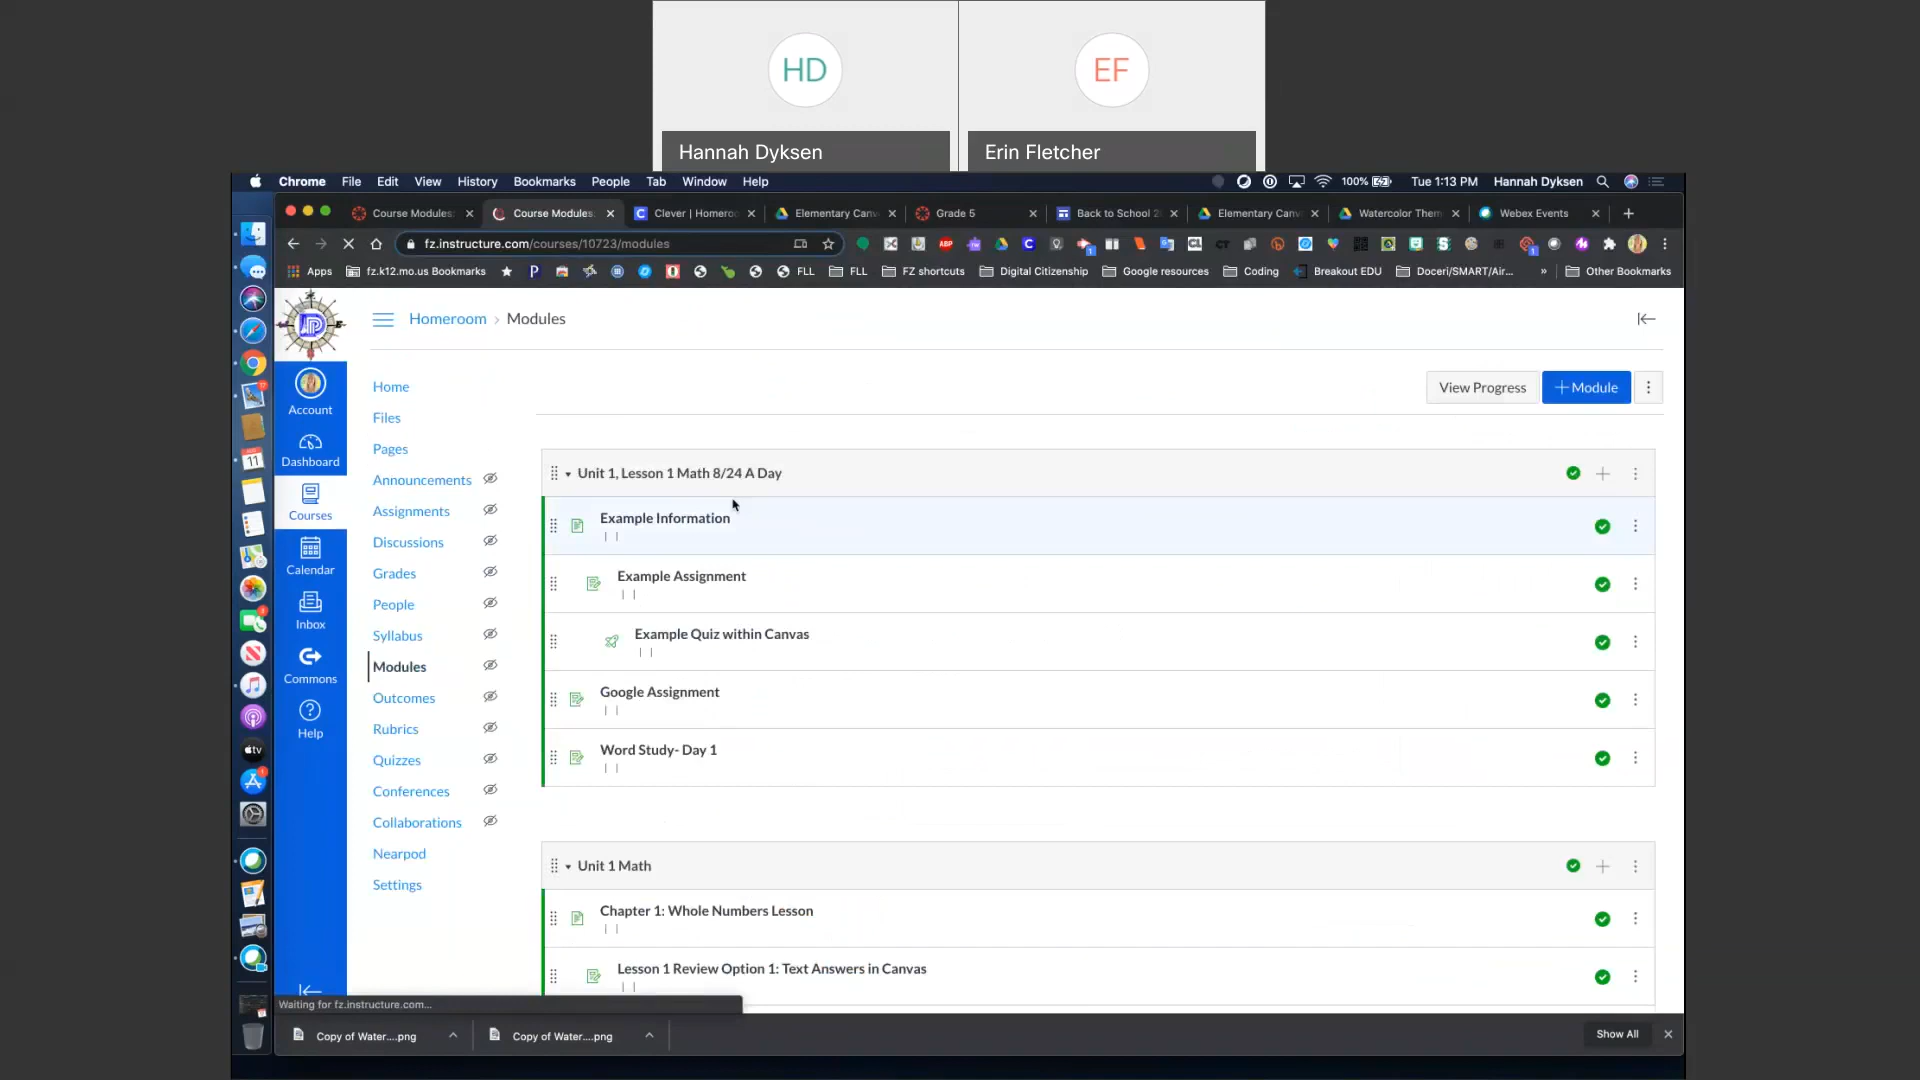 HD
EF
Hannah Dyksen
Erin Fletcher
Chrome File Edit View History Bookmarks People Tab Window Help
100% Tue 1:13 PM Hannah Dyksen
Course Modules:
Course Modules:
Clever | Homeroo
Elementary Canv
Grade 5
Back to School 2
Elementary Canv
Watercolor Them
Webex Events
fz.instructure.com/courses/10723/modules
Apps
fz.k12.mo.us Bookmarks
FLL
FLL
FZ shortcuts
Digital Citizenship
Google resources
Coding
Breakout EDU
Doceri/SMART/Air...
»
Other Bookmarks
Homeroom › Modules
Account
Dashboard
Courses
Calendar
Inbox
Commons
Help
Home
Files
Pages
Announcements
Assignments
Discussions
Grades
People
Syllabus
Modules
Outcomes
Rubrics
Quizzes
Conferences
Collaborations
Nearpod
Settings
View Progress
+ Module
Unit 1, Lesson 1 Math 8/24 A Day
Example Information
| |
Example Assignment
| |
Example Quiz within Canvas
| |
Google Assignment
| |
Word Study- Day 1
| |
Unit 1 Math
Chapter 1: Whole Numbers Lesson
| |
Lesson 1 Review Option 1: Text Answers in Canvas
| |
Waiting for fz.instructure.com...
Copy of Water....png
Copy of Water....png
Show All